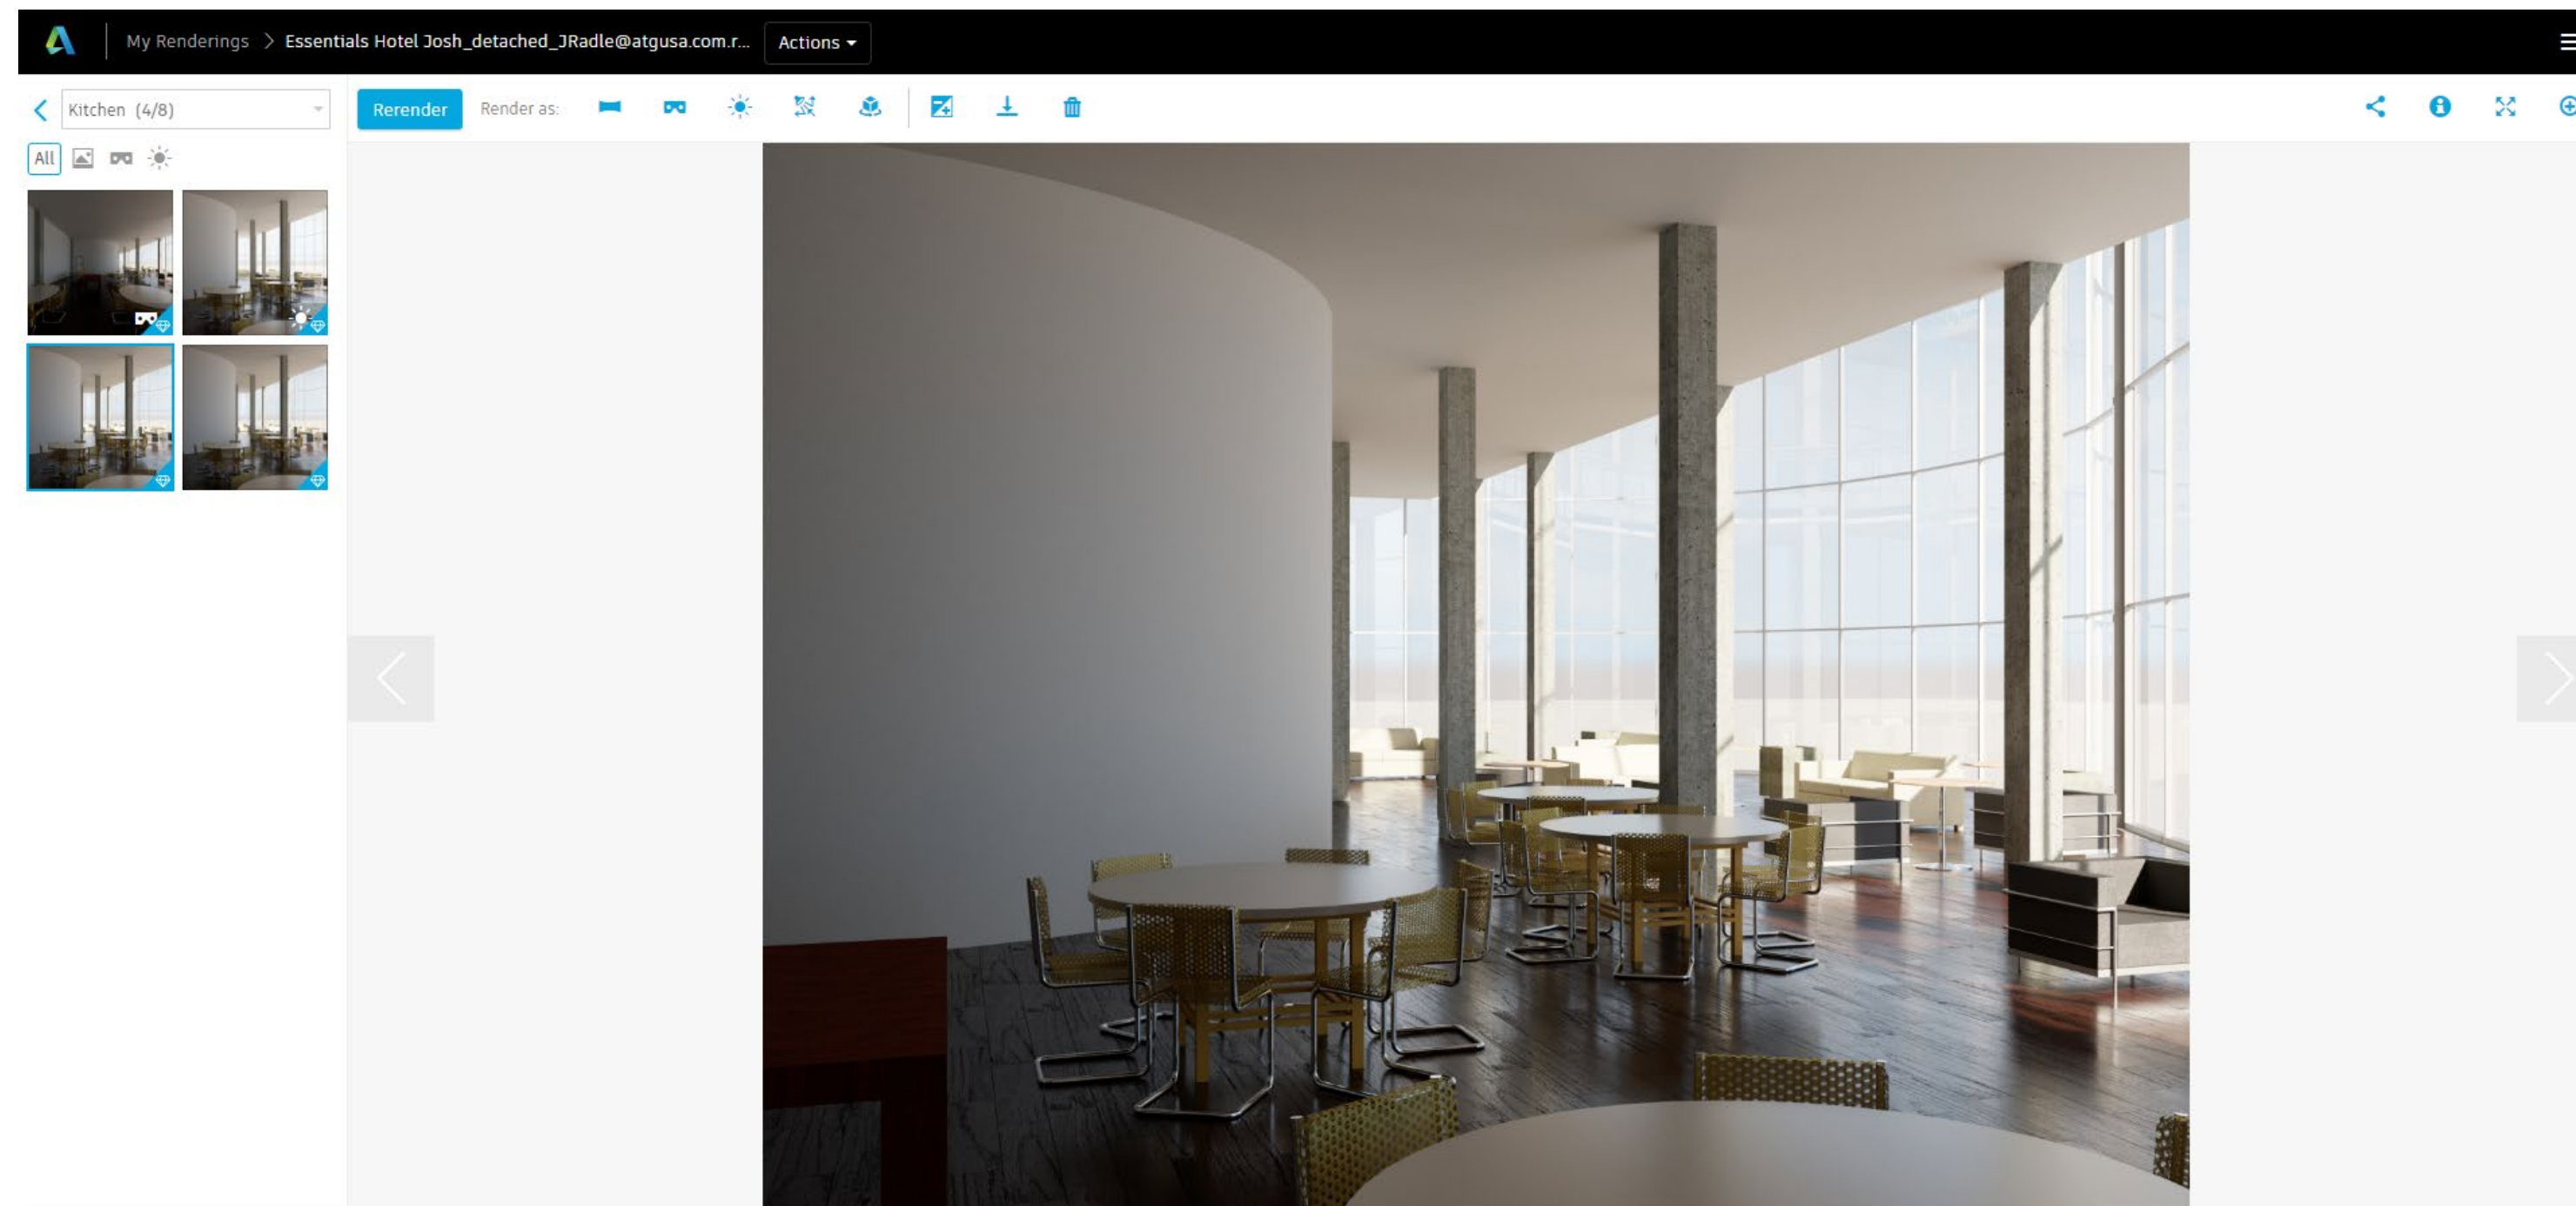 My Renderings > Essentials Hotel Josh_detached_JRadle@atgusa.com.r... Actions
Kitchen (4/8) Rerender Render as:
All